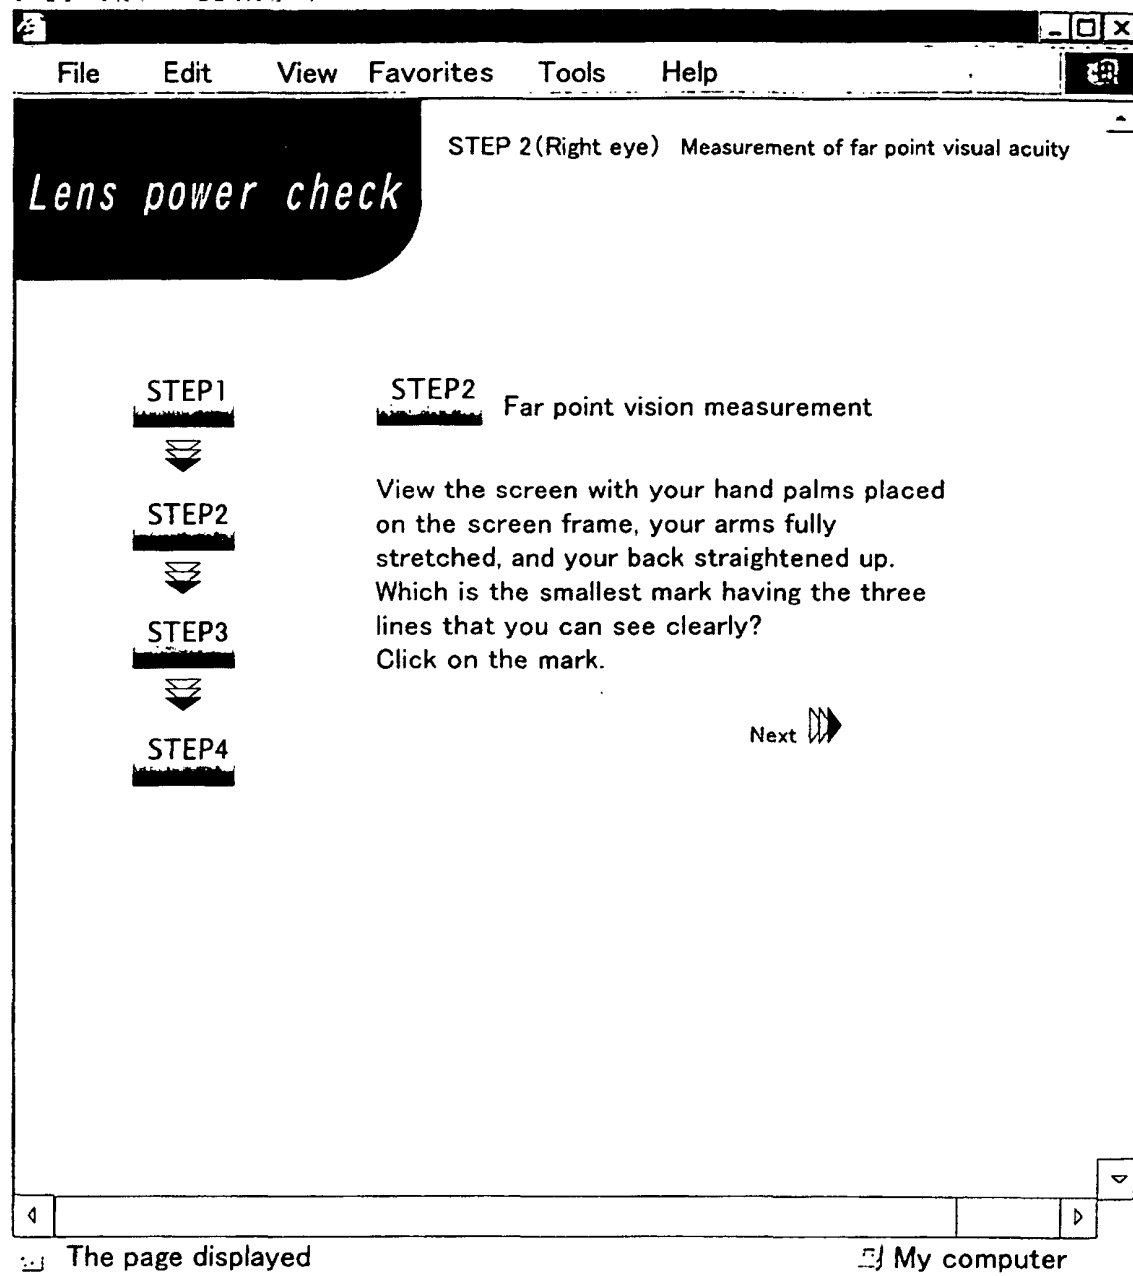 File Edit View Favorites Tools Help
STEP 2(Right eye) Measurement of far point visual acuity
Lens power check
STEP1
STEP2
STEP3
STEP4
STEP2 Far point vision measurement
View the screen with your hand palms placed
on the screen frame, your arms fully
stretched, and your back straightened up.
Which is the smallest mark having the three
lines that you can see clearly?
Click on the mark.
Next
The page displayed
My computer